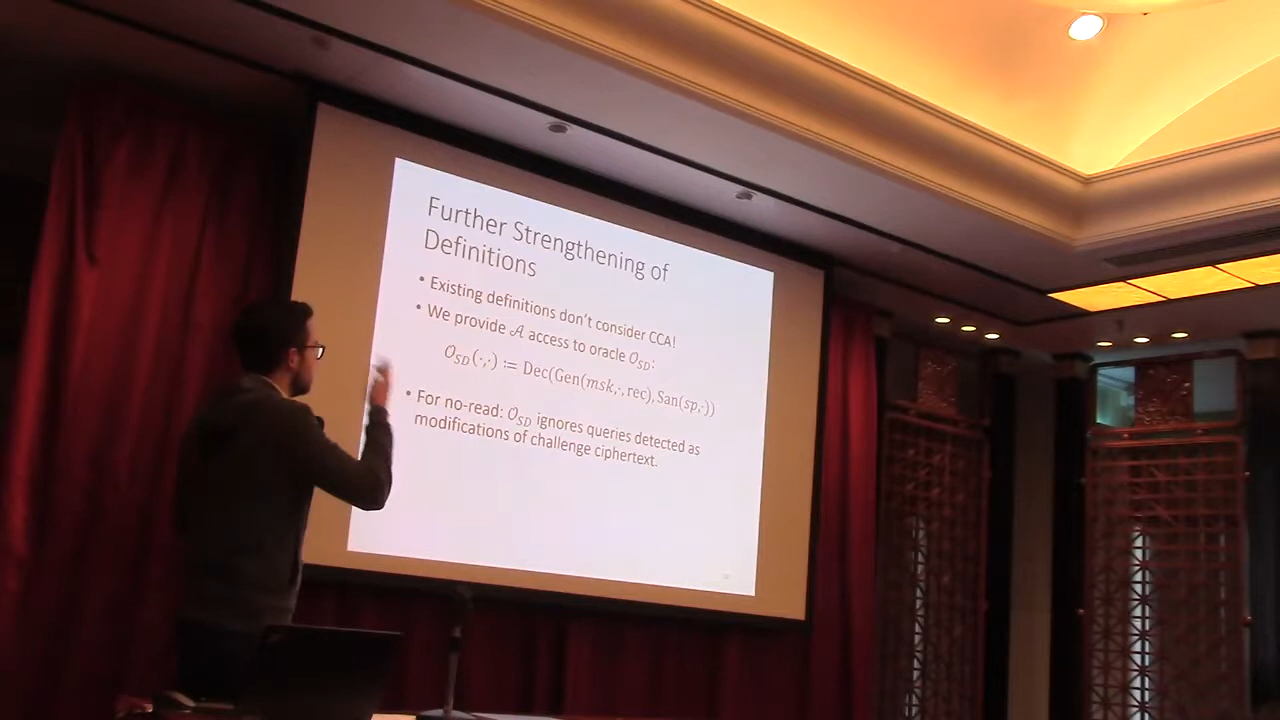 Further Strengthening of
Definitions
• Existing definitions don't consider CCA!
• We provide 𝒜 access to oracle 𝒪_SD:
𝒪_SD(·,·) ≔ Dec(Gen(msk,·,rec), San(sp,·))
• For no-read: 𝒪_SD ignores queries detected as
modifications of challenge ciphertext.